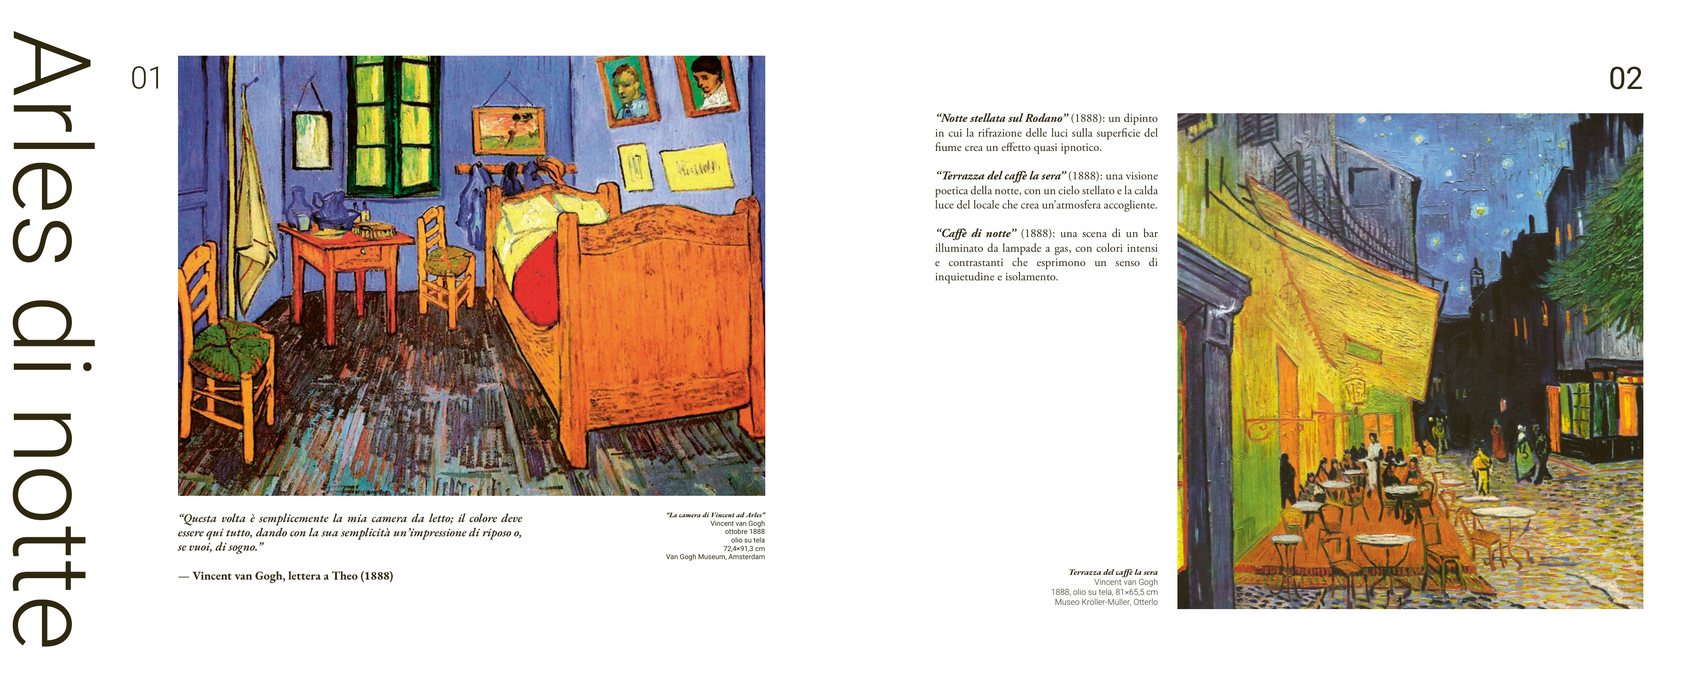 Arles di notte
01
“Questa volta è semplicemente la mia camera da letto; il colore deve
essere qui tutto, dando con la sua semplicità un’impressione di riposo o,
se vuoi, di sogno.”
— Vincent van Gogh, lettera a Theo (1888)
“La camera di Vincent ad Arles”
Vincent van Gogh
ottobre 1888
olio su tela
72,4×91,3 cm
Van Gogh Museum, Amsterdam
02
“Notte stellata sul Rodano” (1888): un dipinto
in cui la rifrazione delle luci sulla superficie del
fiume crea un effetto quasi ipnotico.
“Terrazza del caffè la sera” (1888): una visione
poetica della notte, con un cielo stellato e la calda
luce del locale che crea un’atmosfera accogliente.
“Caffè di notte” (1888): una scena di un bar
illuminato da lampade a gas, con colori intensi
e contrastanti che esprimono un senso di
inquietudine e isolamento.
Terrazza del caffè la sera
Vincent van Gogh
1888, olio su tela, 81×65,5 cm
Museo Kröller-Müller, Otterlo